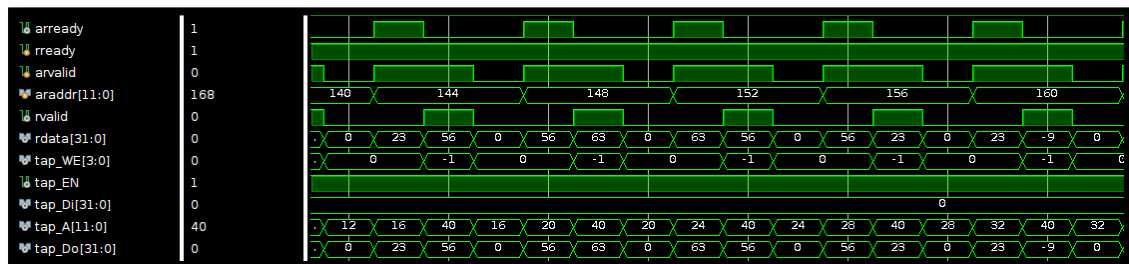 arready 1
rready 1
arvalid 0
araddr[11:0] 168 140 144 148 152 156 160
rvalid 0
rdata[31:0] 0 . 0 23 56 0 56 63 0 63 56 0 56 23 0 23 -9 0
tap_WE[3:0] 0 . 0 -1 0 -1 0 -1 0 -1 0 -1 0
tap_EN 1
tap_Di[31:0] 0 0
tap_A[11:0] 40 . 12 16 40 16 20 40 20 24 40 24 28 40 28 32 40 32
tap_Do[31:0] 0 . 0 23 56 0 56 63 0 63 56 0 56 23 0 23 -9 0